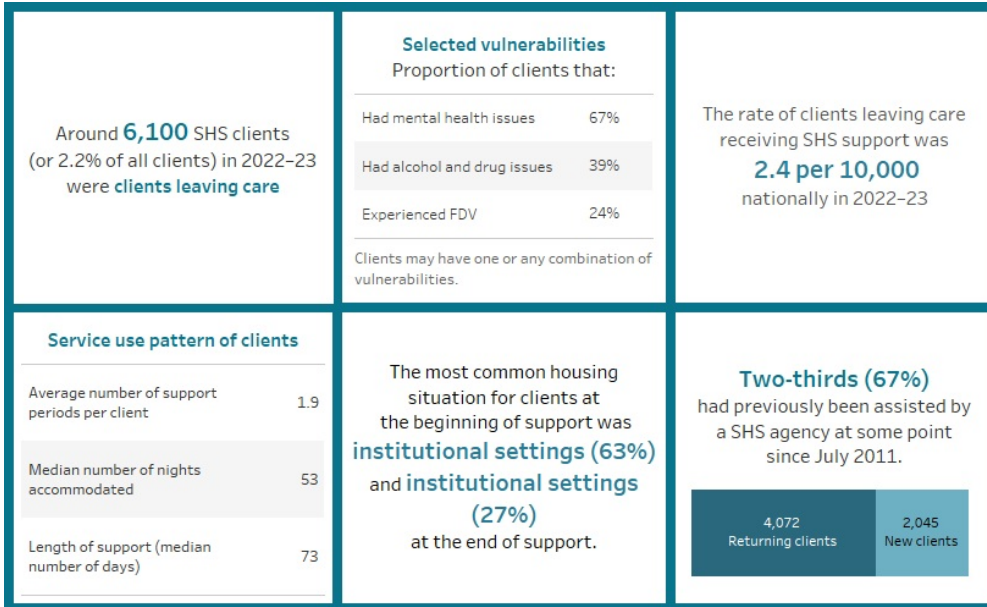 Around 6,100 SHS clients
(or 2.2% of all clients) in 2022–23
were clients leaving care
Selected vulnerabilities
Proportion of clients that:
Had mental health issues 67%
Had alcohol and drug issues 39%
Experienced FDV 24%
Clients may have one or any combination of
vulnerabilities.
The rate of clients leaving care
receiving SHS support was
2.4 per 10,000
nationally in 2022–23
Service use pattern of clients
Average number of support
periods per client 1.9
Median number of nights
accommodated 53
Length of support (median
number of days) 73
The most common housing
situation for clients at
the beginning of support was
institutional settings (63%)
and institutional settings
(27%)
at the end of support.
Two-thirds (67%)
had previously been assisted by
a SHS agency at some point
since July 2011.
4,072
Returning clients
2,045
New clients